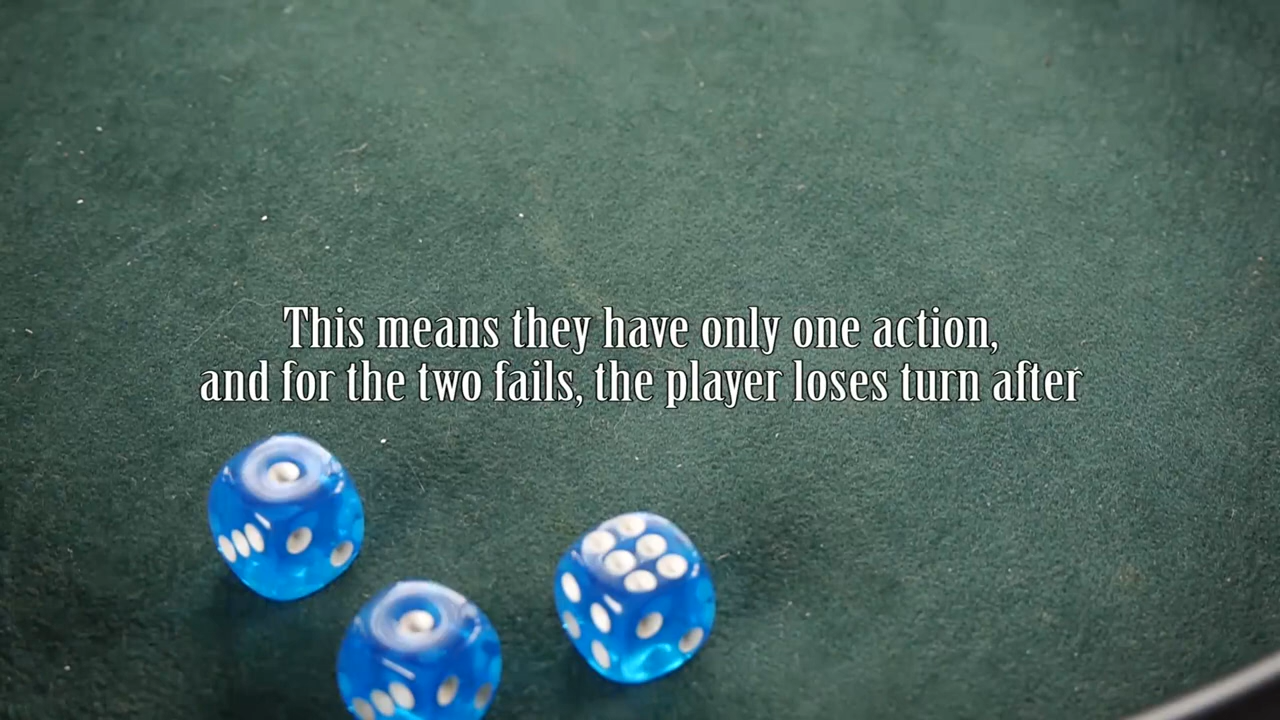 This means they have only one action,
and for the two fails, the player loses turn after